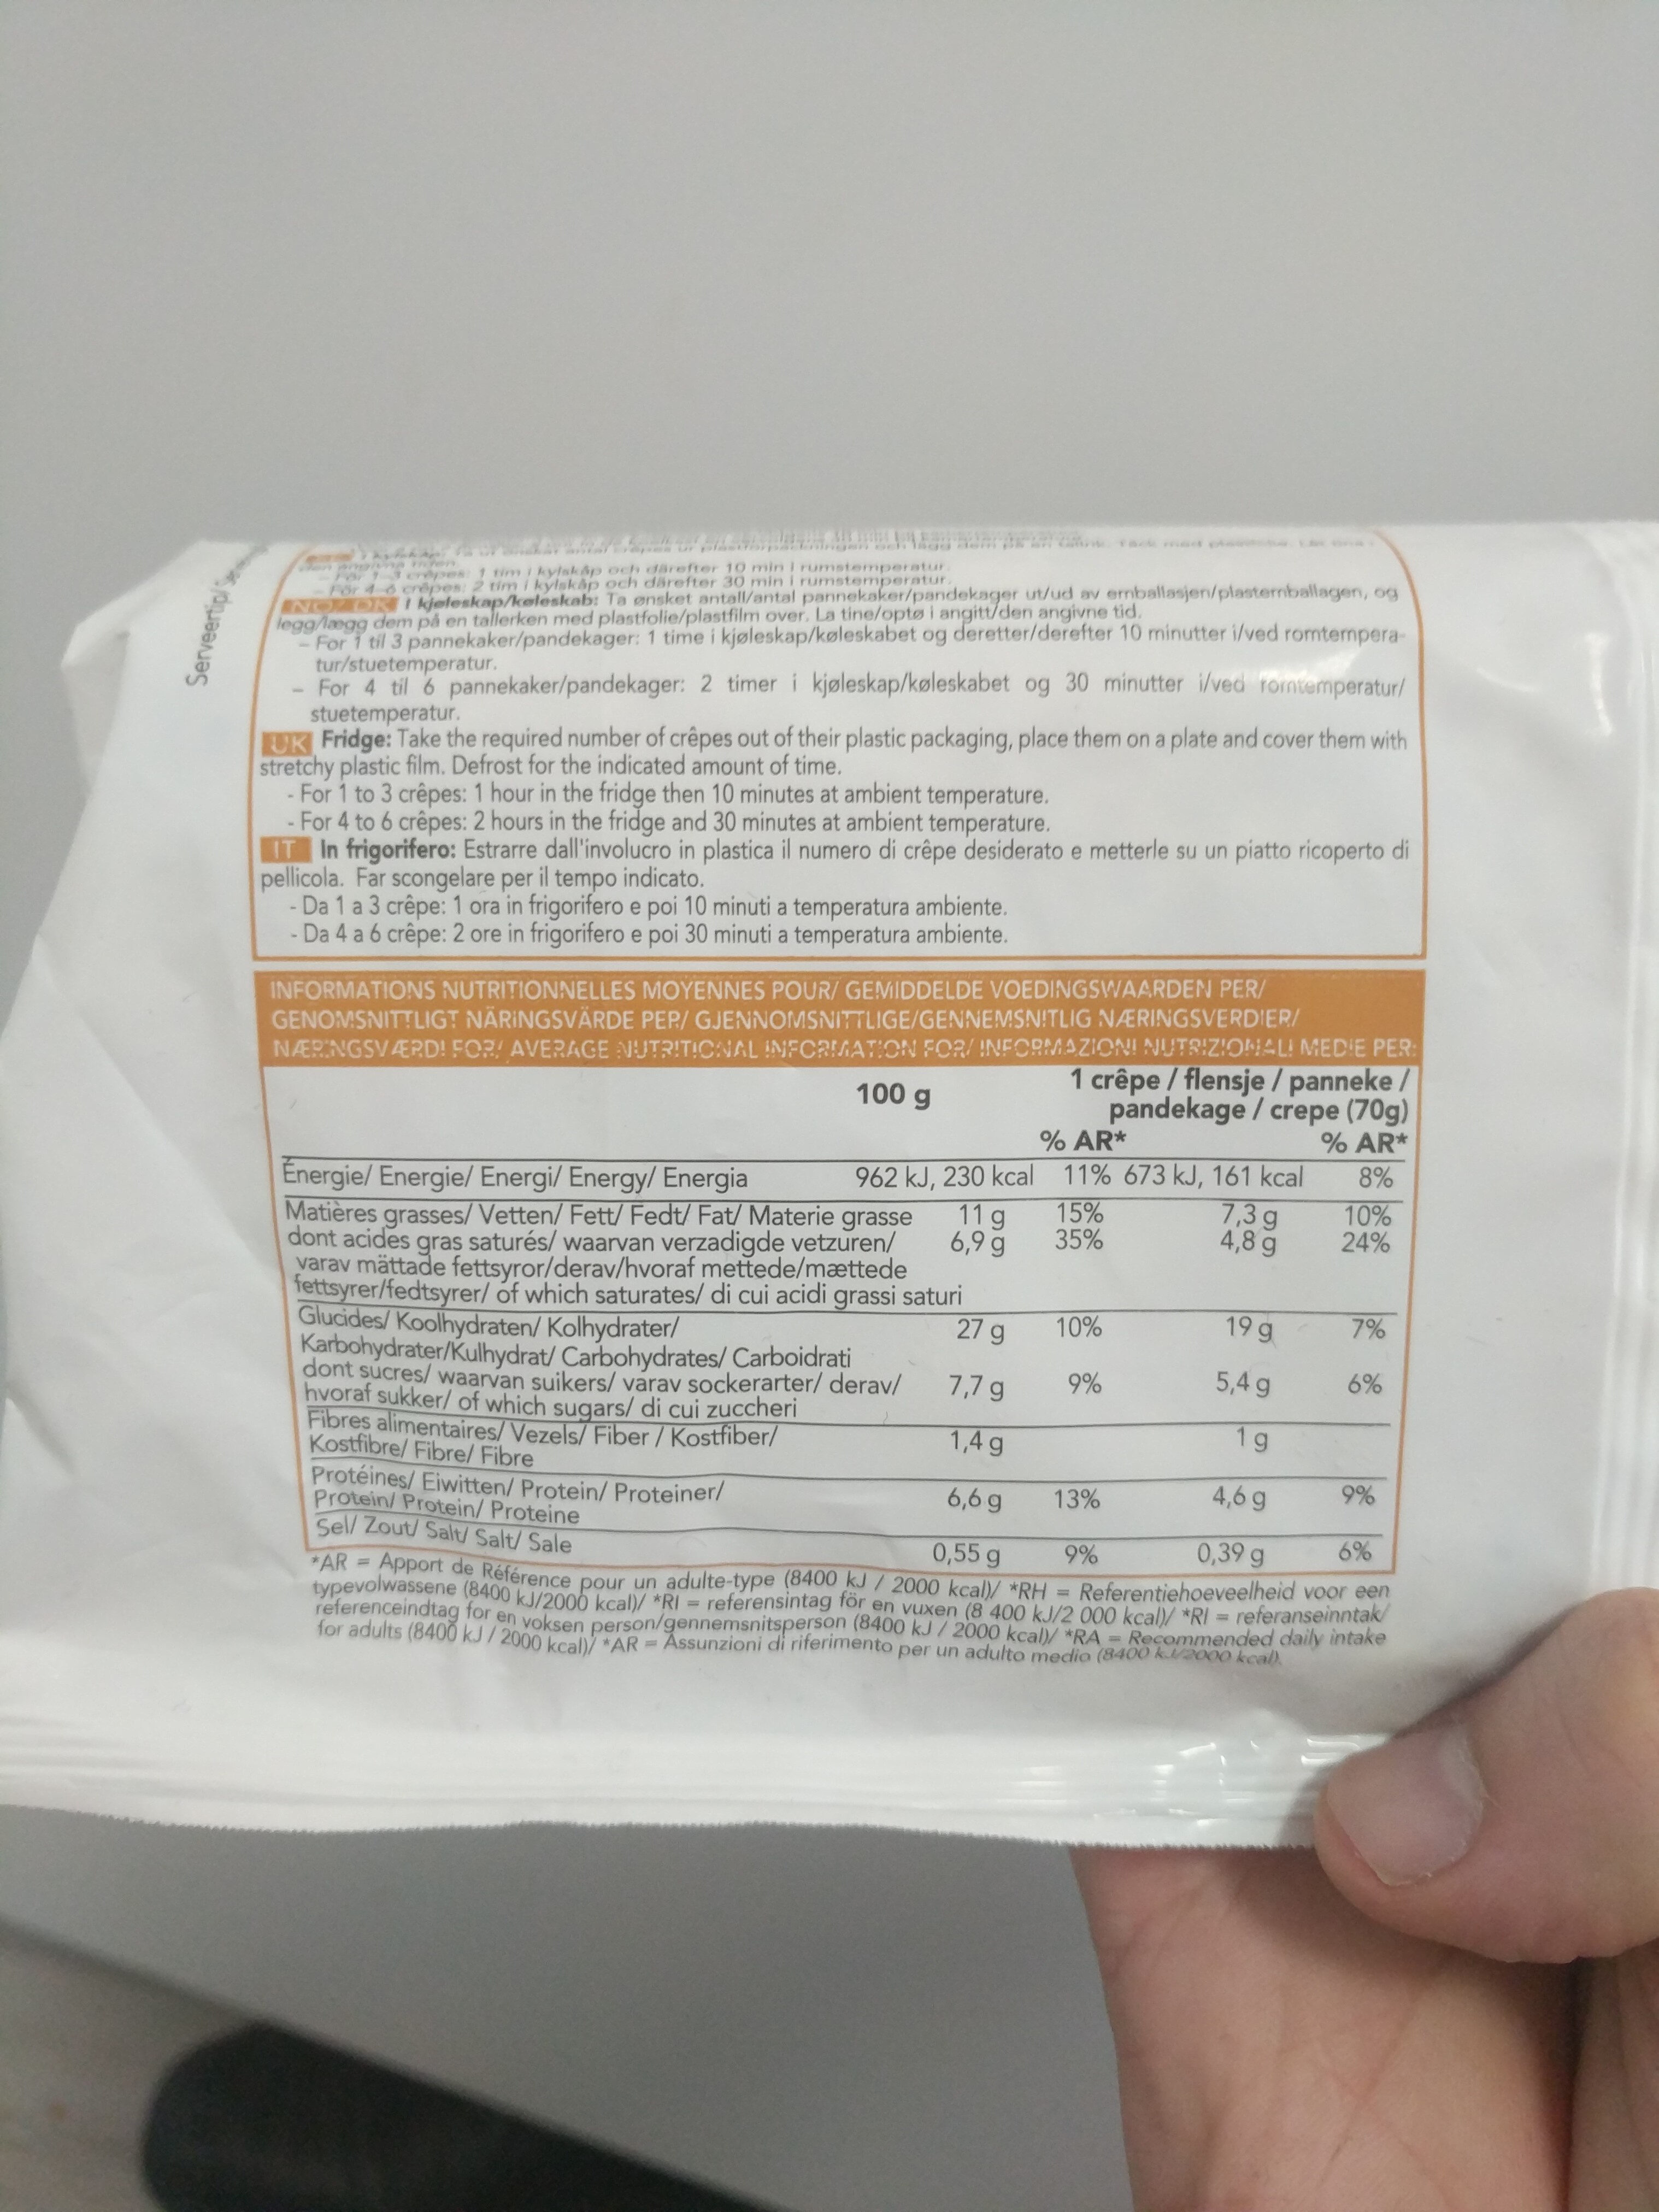 Serveertip/
den angivna tiden.
– För 1-3 crêpes: 1 tim i kylskåp och därefter 10 min i rumstemperatur.
– För 4-6 crêpes: 2 tim i kylskåp och därefter 30 min i rumstemperatur.
NO/ DK I kjøleskap/køleskab: Ta ønsket antall/antal pannekaker/pandekager ut/ud av emballasjen/plastemballagen, og
legg/lægg dem på en tallerken med plastfolie/plastfilm over. La tine/optø i angitt/den angivne tid.
– For 1 til 3 pannekaker/pandekager: 1 time i kjøleskap/køleskabet og deretter/derefter 10 minutter i/ved romtempera-
tur/stuetemperatur.
– For 4 til 6 pannekaker/pandekager: 2 timer i kjøleskap/køleskabet og 30 minutter i/ved romtemperatur/
stuetemperatur.
UK Fridge: Take the required number of crêpes out of their plastic packaging, place them on a plate and cover them with
stretchy plastic film. Defrost for the indicated amount of time.
- For 1 to 3 crêpes: 1 hour in the fridge then 10 minutes at ambient temperature.
- For 4 to 6 crêpes: 2 hours in the fridge and 30 minutes at ambient temperature.
IT In frigorifero: Estrarre dall'involucro in plastica il numero di crêpe desiderato e metterle su un piatto ricoperto di
pellicola. Far scongelare per il tempo indicato.
- Da 1 a 3 crêpe: 1 ora in frigorifero e poi 10 minuti a temperatura ambiente.
- Da 4 a 6 crêpe: 2 ore in frigorifero e poi 30 minuti a temperatura ambiente.
INFORMATIONS NUTRITIONNELLES MOYENNES POUR/ GEMIDDELDE VOEDINGSWAARDEN PER/
GENOMSNITTLIGT NÄRINGSVÄRDE PER/ GJENNOMSNITTLIGE/GENNEMSNITLIG NÆRINGSVERDIER/
NÆRINGSVÆRDI FOR/ AVERAGE NUTRITIONAL INFORMATION FOR/ INFORMAZIONI NUTRIZIONALI MEDIE PER:
100 g 1 crêpe / flensje / panneke /
pandekage / crepe (70g)
% AR* % AR*
Énergie/ Energie/ Energi/ Energy/ Energia 962 kJ, 230 kcal 11% 673 kJ, 161 kcal 8%
Matières grasses/ Vetten/ Fett/ Fedt/ Fat/ Materie grasse 11 g 15% 7,3 g 10%
dont acides gras saturés/ waarvan verzadigde vetzuren/ 6,9 g 35% 4,8 g 24%
varav mättade fettsyror/derav/hvoraf mettede/mættede
fettsyrer/fedtsyrer/ of which saturates/ di cui acidi grassi saturi
Glucides/ Koolhydraten/ Kolhydrater/ 27 g 10% 19 g 7%
Karbohydrater/Kulhydrat/ Carbohydrates/ Carboidrati
dont sucres/ waarvan suikers/ varav sockerarter/ derav/ 7,7 g 9% 5,4 g 6%
hvoraf sukker/ of which sugars/ di cui zuccheri
Fibres alimentaires/ Vezels/ Fiber / Kostfiber/ 1,4 g 1 g
Kostfibre/ Fibre/ Fibre
Protéines/ Eiwitten/ Protein/ Proteiner/ 6,6 g 13% 4,6 g 9%
Protein/ Protein/ Proteine
Sel/ Zout/ Salt/ Salt/ Sale 0,55 g 9% 0,39 g 6%
*AR = Apport de Référence pour un adulte-type (8400 kJ / 2000 kcal)/ *RH = Referentiehoeveelheid voor een
typevolwassene (8400 kJ/2000 kcal)/ *RI = referensintag för en vuxen (8 400 kJ/2 000 kcal)/ *RI = referanseinntak/
referenceindtag for en voksen person/gennemsnitsperson (8400 kJ / 2000 kcal)/ *RA = Recommended daily intake
for adults (8400 kJ / 2000 kcal)/ *AR = Assunzioni di riferimento per un adulto medio (8400 kJ/2000 kcal).